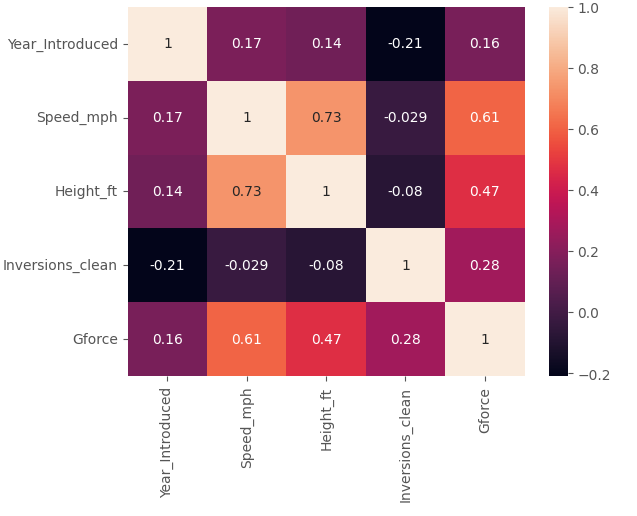 Year_Introduced 1 0.17 0.14 -0.21 0.16
Speed_mph 0.17 1 0.73 -0.029 0.61
Height_ft 0.14 0.73 1 -0.08 0.47
Inversions_clean -0.21 -0.029 -0.08 1 0.28
Gforce 0.16 0.61 0.47 0.28 1
Year_Introduced
Speed_mph
Height_ft
Inversions_clean
Gforce
1.0
0.8
0.6
0.4
0.2
0.0
−0.2